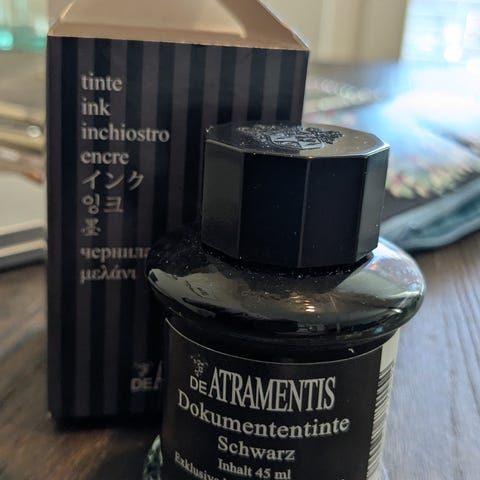 tinte
ink
inchiostro
encre
インク
잉크
墨
чернила
μελάνι
DE
DE ATRAMENTIS
Dokumententinte
Schwarz
Inhalt 45 ml